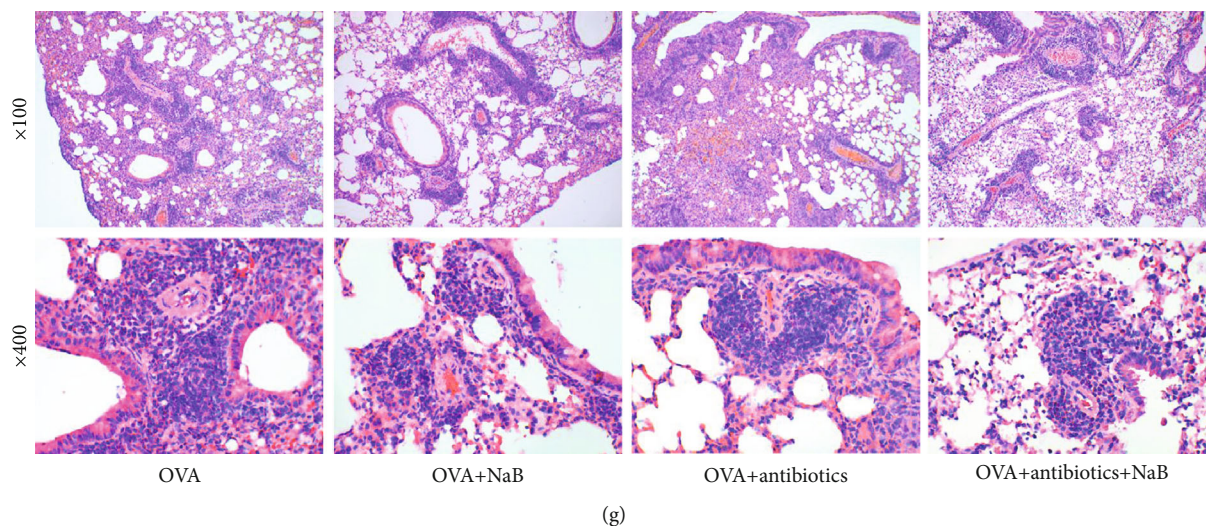 ×100
×400
OVA
OVA+NaB
OVA+antibiotics
OVA+antibiotics+NaB
(g)